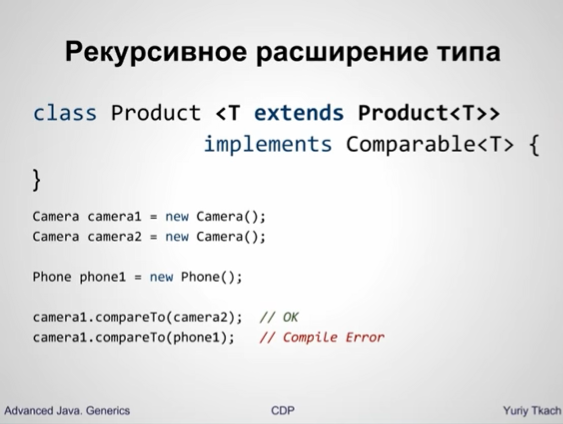 Рекурсивное расширение типа
class Product <T extends Product<T>>
implements Comparable<T> {
}
Camera camera1 = new Camera();
Camera camera2 = new Camera();
Phone phone1 = new Phone();
camera1.compareTo(camera2); // OK
camera1.compareTo(phone1); // Compile Error
Advanced Java. Generics
CDP
Yuriy Tkach